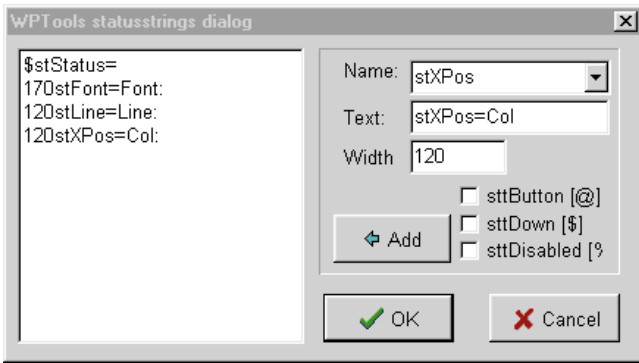 WPTools statusstrings dialog
$stStatus=
170stFont=Font:
120stLine=Line:
120stXPos=Col:
Name: stXPos
Text: stXPos=Col
Width 120
sttButton [@]
sttDown [$]
sttDisabled [%
Add
OK
Cancel